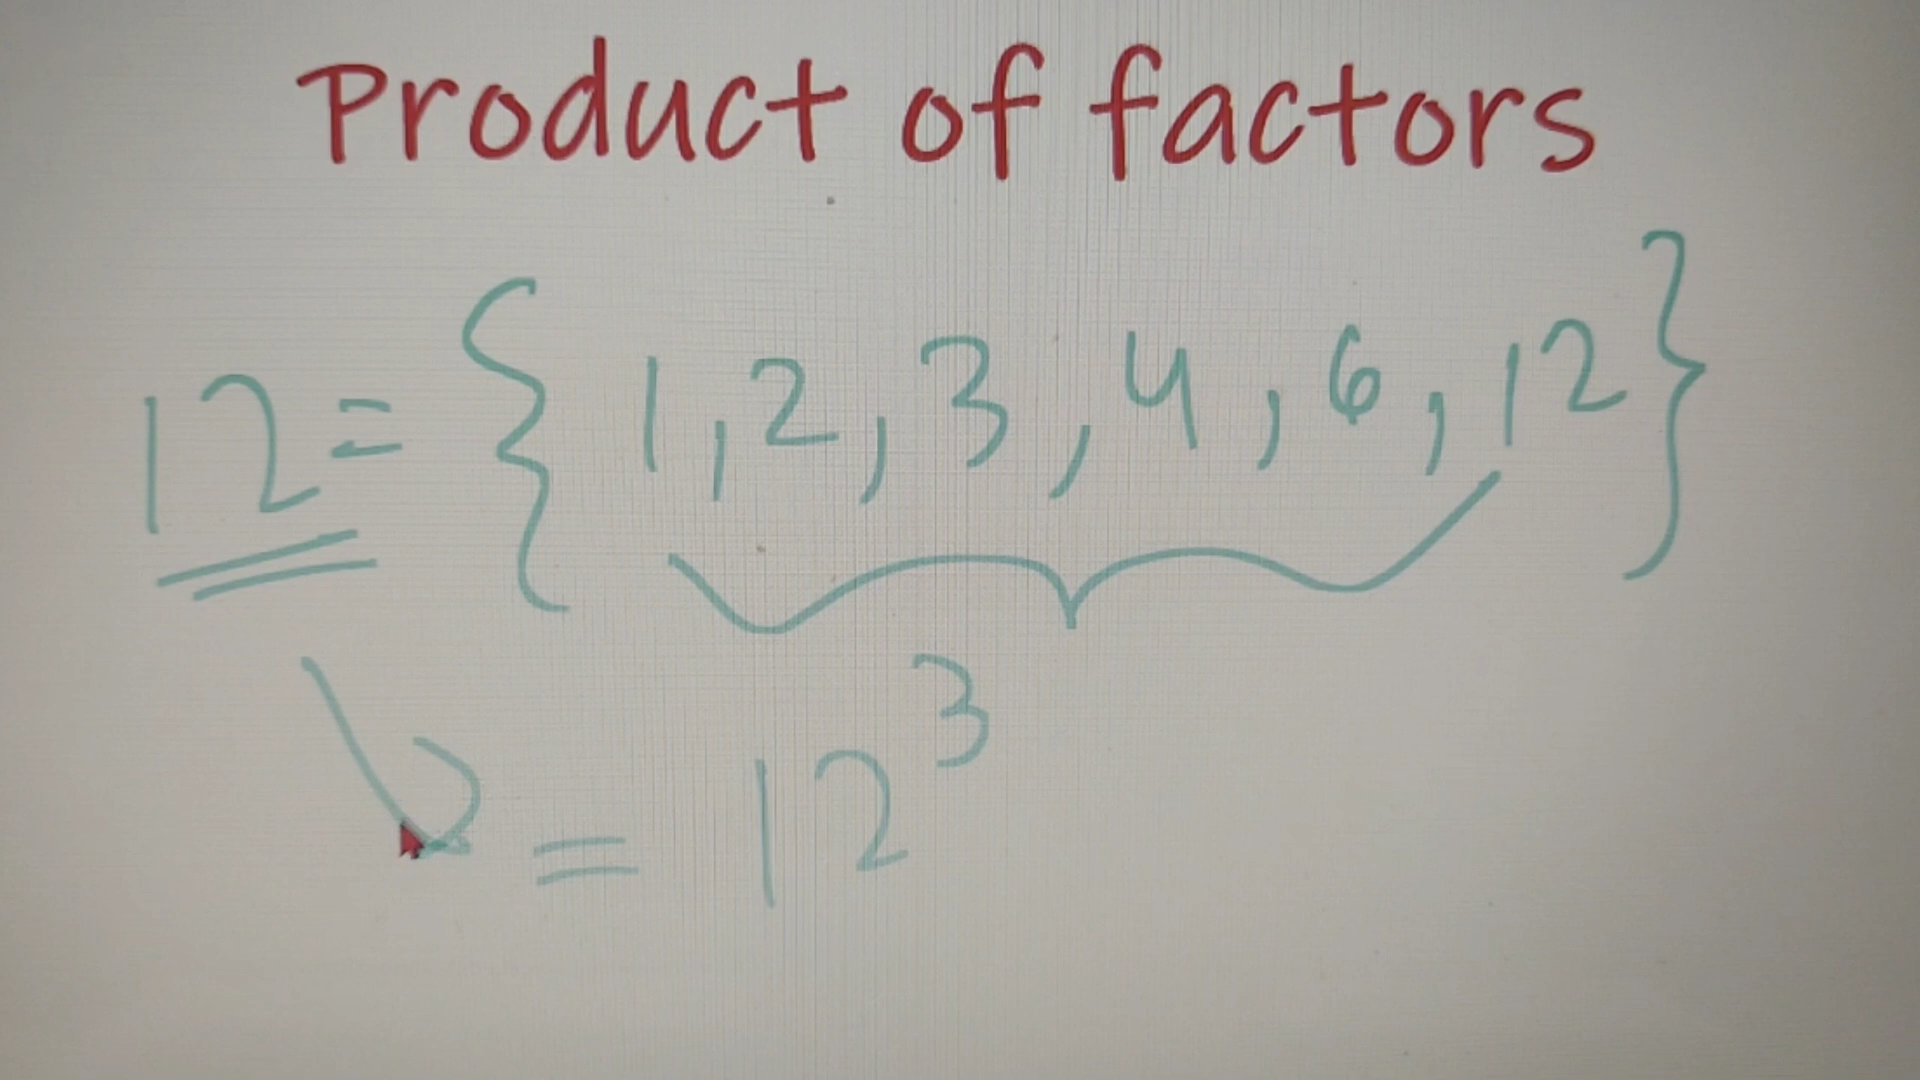 Product of factors
12 = { 1, 2, 3, 4, 6, 12 }
= 12³